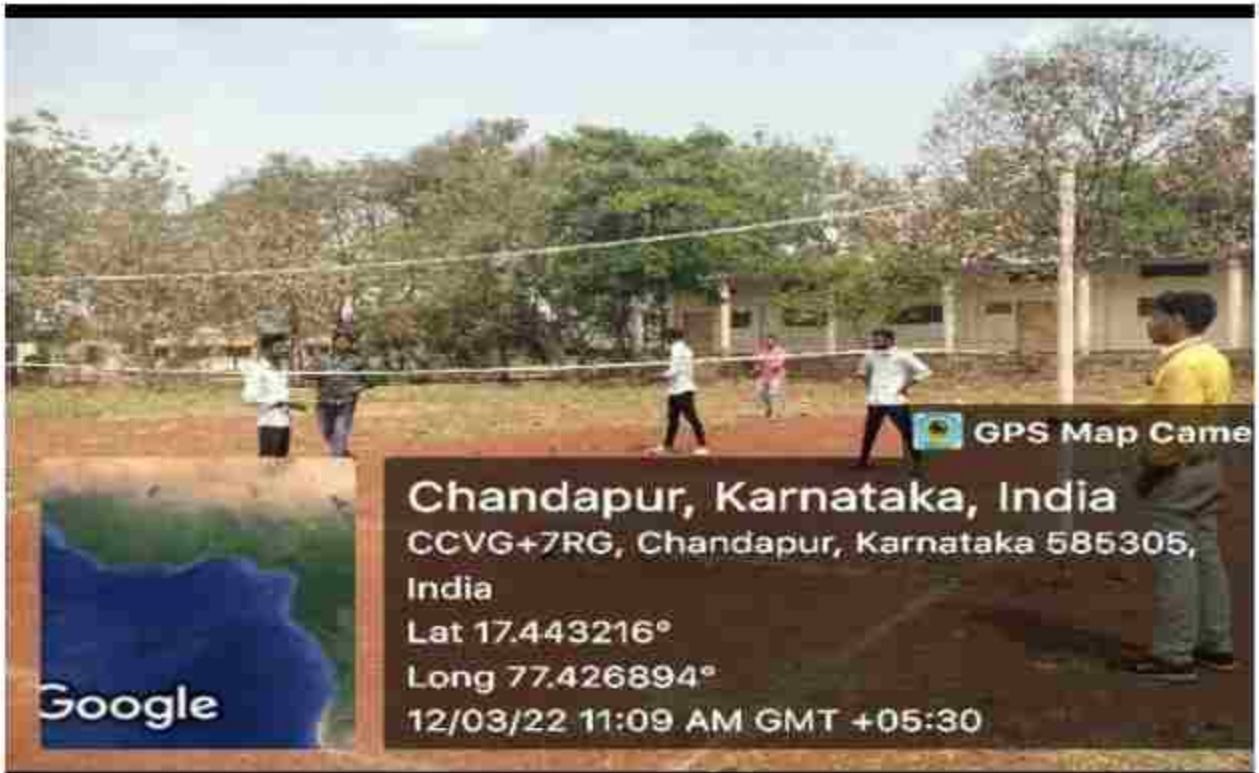 GPS Map Came
Chandapur, Karnataka, India
CCVG+7RG, Chandapur, Karnataka 585305,
India
Lat 17.443216°
Long 77.426894°
12/03/22 11:09 AM GMT +05:30
Google